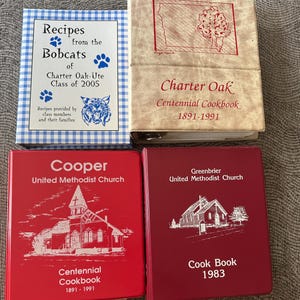 Recipes
from the
Bobcats
of
Charter Oak-Ute
Class of 2005
Recipes provided by
class members
and their families
Charter Oak
Centennial Cookbook
1891-1991
Cooper
United Methodist Church
Centennial
Cookbook
1891 - 1991
Greenbrier
United Methodist Church
Cook Book
1983